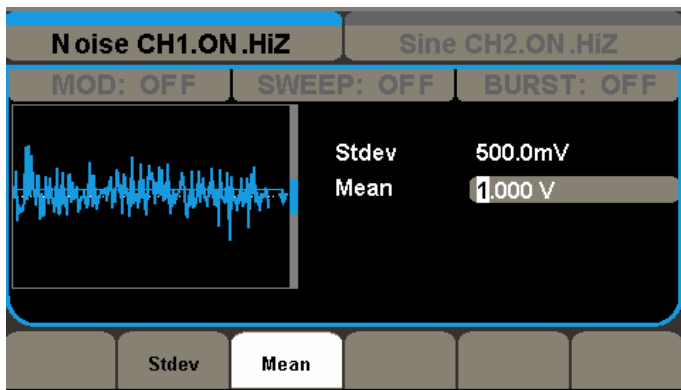 Noise CH1.ON.HiZ Sine CH2.ON.HiZ
MOD: OFF SWEEP: OFF BURST: OFF
Stdev 500.0mV
Mean 1.000 V
Stdev Mean